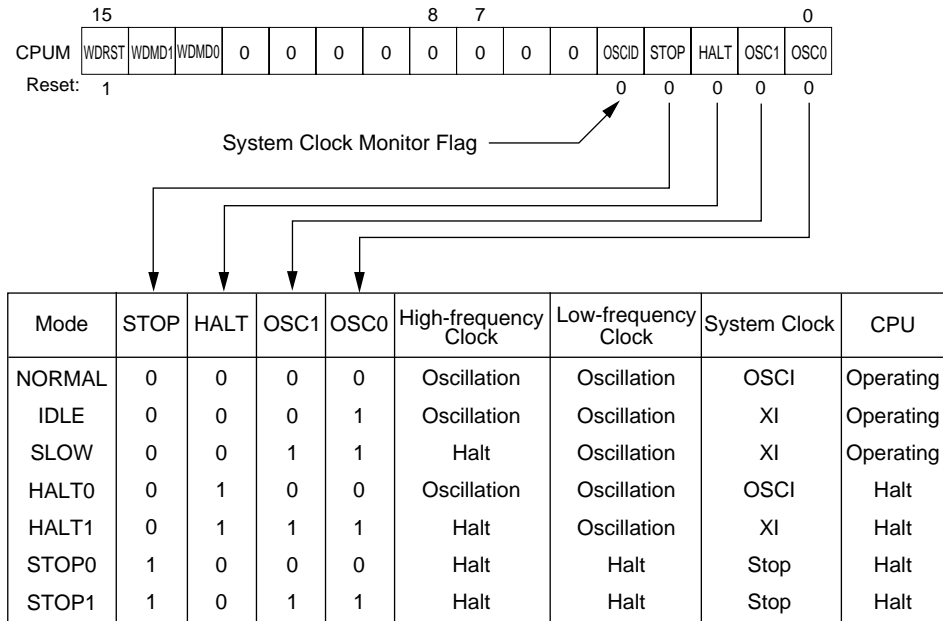 15 8 7 0
CPUM WDRST WDMD1 WDMD0 0 0 0 0 0 0 0 0 OSCID STOP HALT OSC1 OSC0
Reset: 1 0 0 0 0 0
System Clock Monitor Flag
Mode STOP HALT OSC1 OSC0 High-frequency Clock Low-frequency Clock System Clock CPU
NORMAL 0 0 0 0 Oscillation Oscillation OSCI Operating
IDLE 0 0 0 1 Oscillation Oscillation XI Operating
SLOW 0 0 1 1 Halt Oscillation XI Operating
HALT0 0 1 0 0 Oscillation Oscillation OSCI Halt
HALT1 0 1 1 1 Halt Oscillation XI Halt
STOP0 1 0 0 0 Halt Halt Stop Halt
STOP1 1 0 1 1 Halt Halt Stop Halt